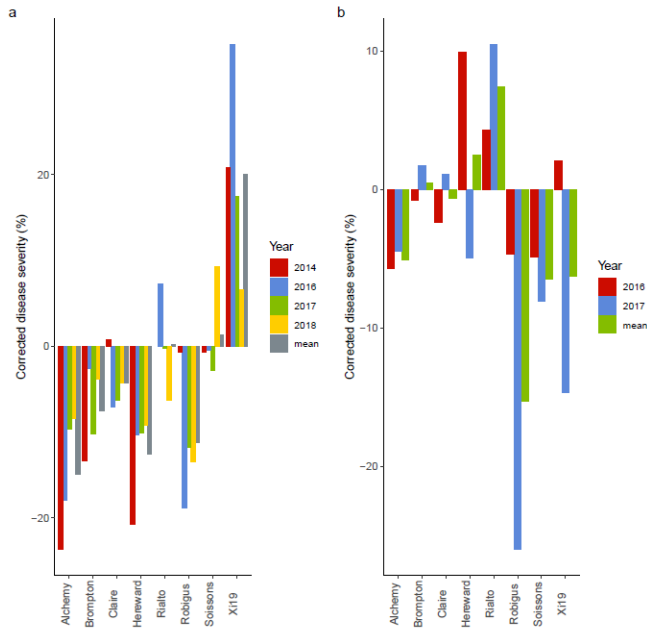 a
Corrected disease severity (%)
20
0
−20
Year
2014
2016
2017
2018
mean
Alchemy
Brompton
Claire
Hereward
Rialto
Robigus
Soissons
Xi19
b
Corrected disease severity (%)
10
0
−10
−20
Year
2016
2017
mean
Alchemy
Brompton
Claire
Hereward
Rialto
Robigus
Soissons
Xi19